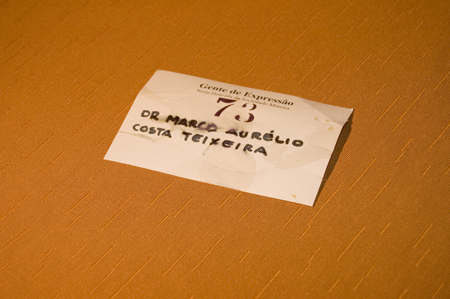 Gente de Expressão
73
DR MARCO AURÉLIO
COSTA TEIXEIRA